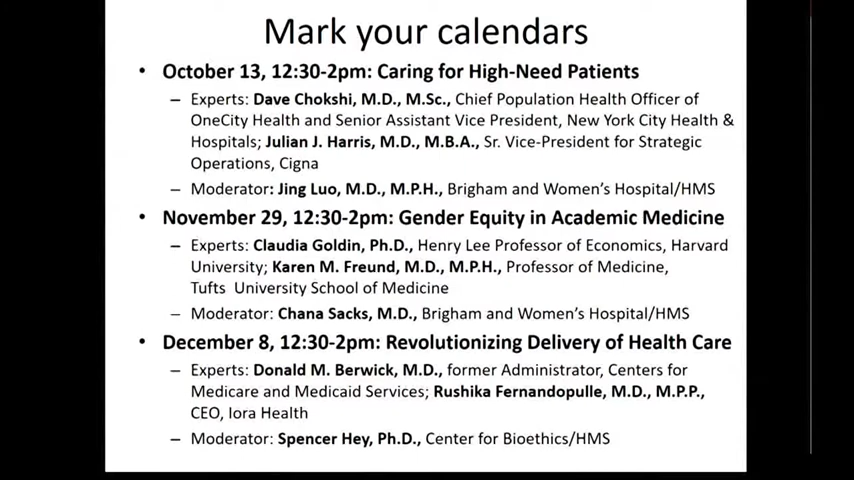 Mark your calendars
• October 13, 12:30-2pm: Caring for High-Need Patients
– Experts: Dave Chokshi, M.D., M.Sc., Chief Population Health Officer of
OneCity Health and Senior Assistant Vice President, New York City Health &
Hospitals; Julian J. Harris, M.D., M.B.A., Sr. Vice-President for Strategic
Operations, Cigna
– Moderator: Jing Luo, M.D., M.P.H., Brigham and Women's Hospital/HMS
• November 29, 12:30-2pm: Gender Equity in Academic Medicine
– Experts: Claudia Goldin, Ph.D., Henry Lee Professor of Economics, Harvard
University; Karen M. Freund, M.D., M.P.H., Professor of Medicine,
Tufts University School of Medicine
– Moderator: Chana Sacks, M.D., Brigham and Women's Hospital/HMS
• December 8, 12:30-2pm: Revolutionizing Delivery of Health Care
– Experts: Donald M. Berwick, M.D., former Administrator, Centers for
Medicare and Medicaid Services; Rushika Fernandopulle, M.D., M.P.P.,
CEO, Iora Health
– Moderator: Spencer Hey, Ph.D., Center for Bioethics/HMS